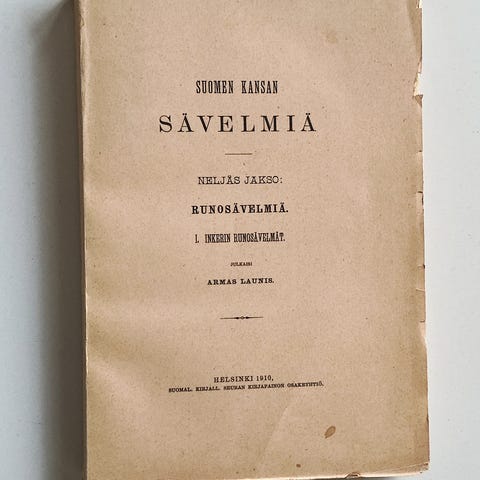 SUOMEN KANSAN
SÄVELMIÄ
NELJÄS JAKSO:
RUNOSÄVELMIÄ.
I. INKERIN RUNOSÄVELMÄT.
JULKAISI
ARMAS LAUNIS.
HELSINKI 1910,
SUOMAL. KIRJALL. SEURAN KIRJAPAINON OSAKEYHTIÖ.